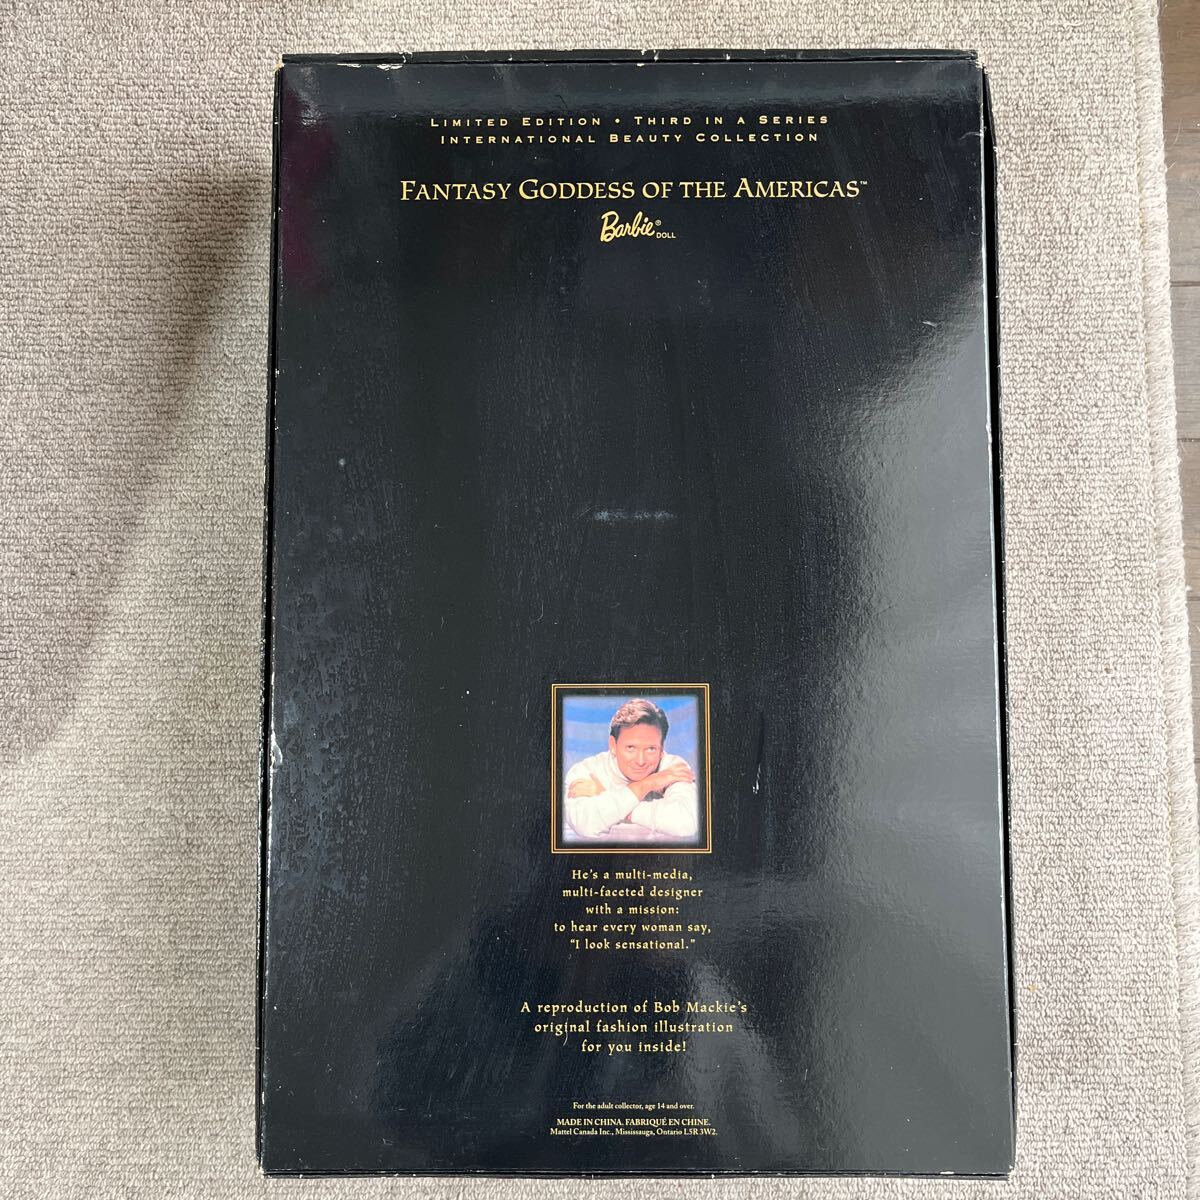 LIMITED EDITION • THIRD IN A SERIES
INTERNATIONAL BEAUTY COLLECTION
FANTASY GODDESS OF THE AMERICAS™
Barbie® DOLL
He's a multi-media,
multi-faceted designer
with a mission:
to hear every woman say,
"I look sensational."
A reproduction of Bob Mackie's
original fashion illustration
for you inside!
For the adult collector, age 14 and over.
MADE IN CHINA. FABRIQUÉ EN CHINE.
Mattel Canada Inc., Mississauga, Ontario L5R 3W2.